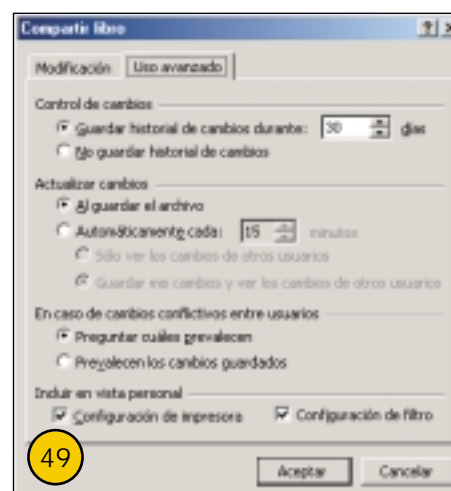 Compartir libro
Modificación Uso avanzado
Control de cambios
Guardar historial de cambios durante: 30 días
No guardar historial de cambios
Actualizar cambios
Al guardar el archivo
Automáticamente cada: 15 minutos
Sólo ver los cambios de otros usuarios
Guardar mis cambios y ver los cambios de otros usuarios
En caso de cambios conflictivos entre usuarios
Preguntar cuáles prevalecen
Prevalecen los cambios guardados
Incluir en vista personal
Configuración de impresora Configuración de filtro
49
Aceptar Cancelar